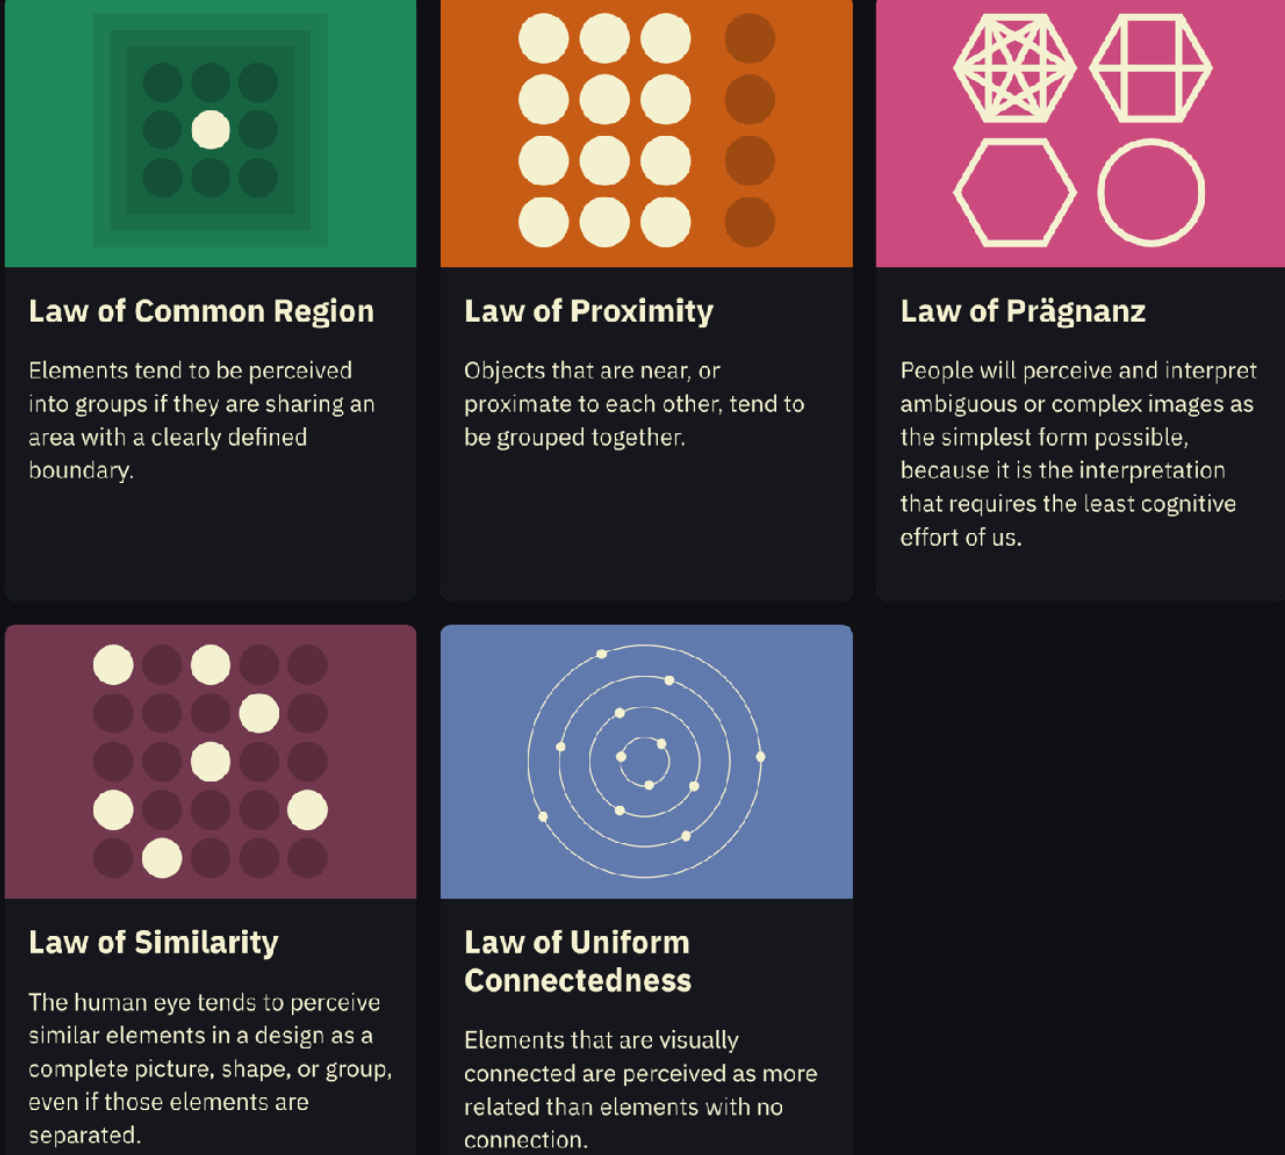 Law of Common Region
Elements tend to be perceived
into groups if they are sharing an
area with a clearly defined
boundary.
Law of Proximity
Objects that are near, or
proximate to each other, tend to
be grouped together.
Law of Prägnanz
People will perceive and interpret
ambiguous or complex images as
the simplest form possible,
because it is the interpretation
that requires the least cognitive
effort of us.
Law of Similarity
The human eye tends to perceive
similar elements in a design as a
complete picture, shape, or group,
even if those elements are
separated.
Law of Uniform
Connectedness
Elements that are visually
connected are perceived as more
related than elements with no
connection.